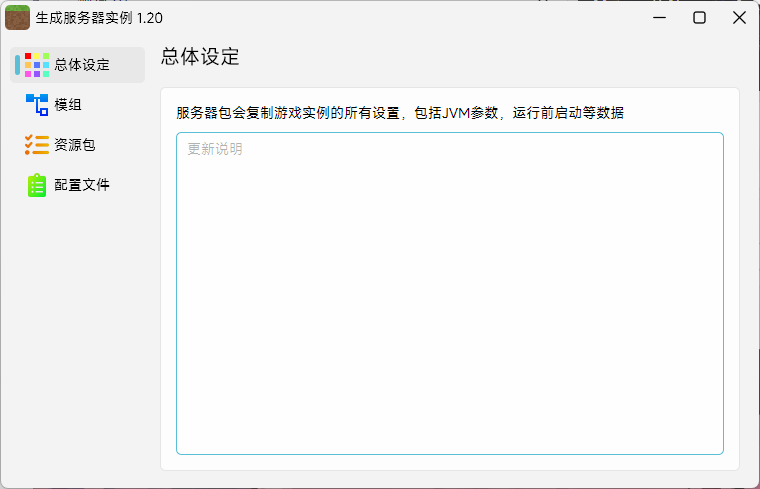 生成服务器实例 1.20
总体设定
模组
资源包
配置文件
总体设定
服务器包会复制游戏实例的所有设置，包括JVM参数，运行前启动等数据
更新说明